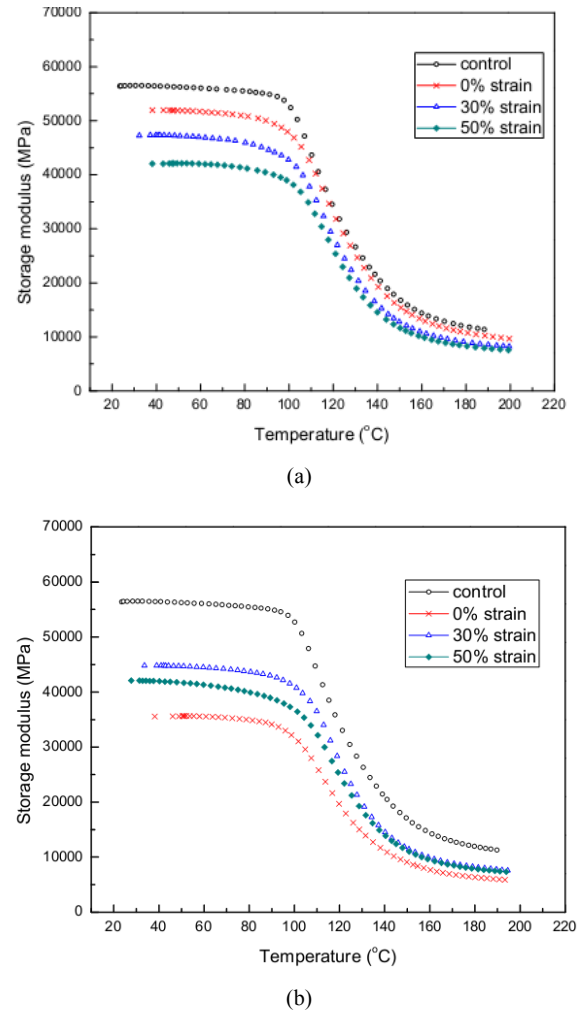 70000
60000
50000
40000
30000
20000
10000
0
Storage modulus (MPa)
control
0% strain
30% strain
50% strain
20 40 60 80 100 120 140 160 180 200 220
Temperature (°C)
(a)
70000
60000
50000
40000
30000
20000
10000
0
Storage modulus (MPa)
control
0% strain
30% strain
50% strain
20 40 60 80 100 120 140 160 180 200 220
Temperature (°C)
(b)